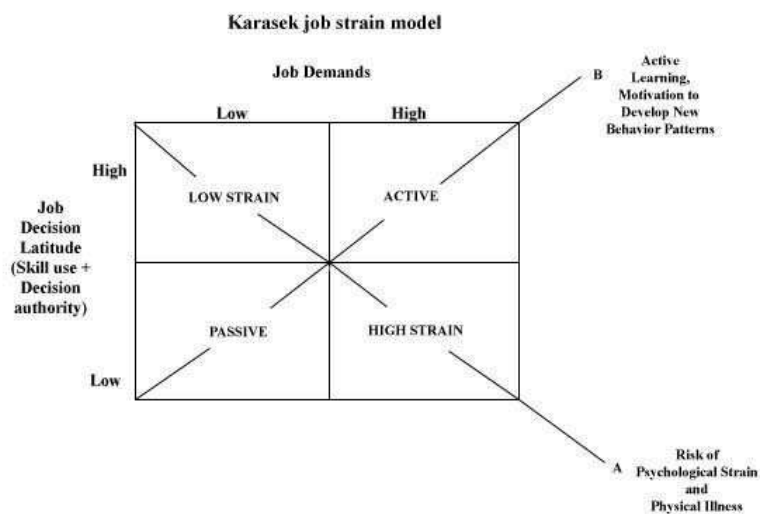 Karasek job strain model
Job Demands
Low
High
B
Active
Learning,
Motivation to
Develop New
Behavior Patterns
High
LOW STRAIN
ACTIVE
Job
Decision
Latitude
(Skill use +
Decision
authority)
PASSIVE
HIGH STRAIN
Low
A
Risk of
Psychological Strain
and
Physical Illness